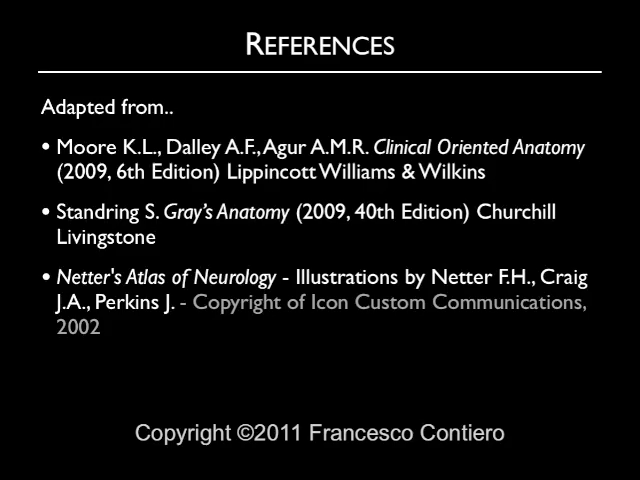 REFERENCES
Adapted from..
• Moore K.L., Dalley A.F., Agur A.M.R. Clinical Oriented Anatomy
(2009, 6th Edition) Lippincott Williams & Wilkins
• Standring S. Gray's Anatomy (2009, 40th Edition) Churchill
Livingstone
• Netter's Atlas of Neurology - Illustrations by Netter F.H., Craig
J.A., Perkins J. - Copyright of Icon Custom Communications,
2002
Copyright ©2011 Francesco Contiero